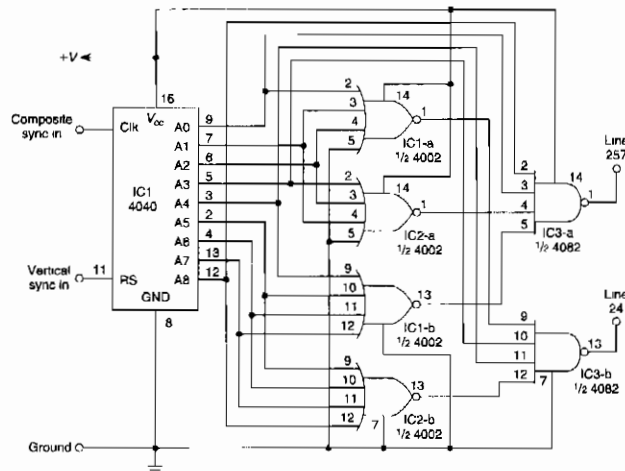 +V
16
Composite sync in
Clk
Vcc
A0
9
A1
7
A2
6
A3
5
A4
3
A5
2
A6
4
A7
13
A8
12
IC1
4040
Vertical sync in
11
RS
GND
8
Ground
2
3
4
5
14
1
IC1-a
1/2 4002
2
3
4
5
14
1
IC2-a
1/2 4002
9
10
11
12
13
IC1-b
1/2 4002
9
10
11
12
7
13
IC2-b
1/2 4002
2
3
4
5
14
1
IC3-a
1/2 4082
Line
257
9
10
11
12
7
13
IC3-b
1/2 4082
Line
24